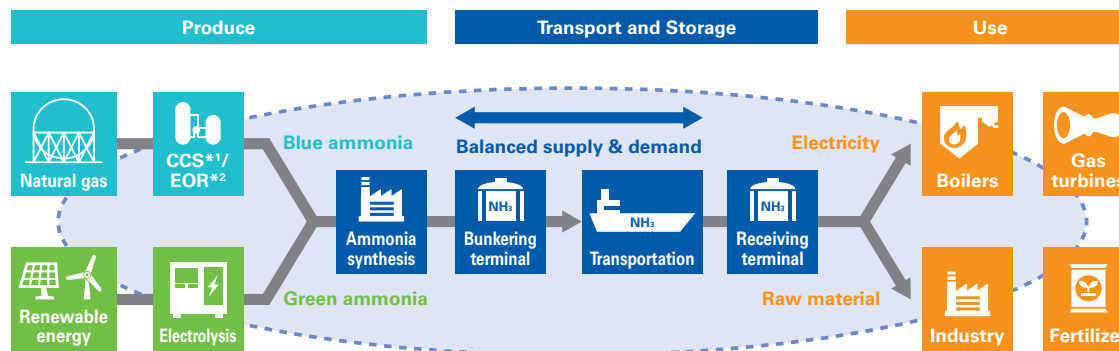 Produce
Transport and Storage
Use
Natural gas
CCS*1/
EOR*2
Blue ammonia
Balanced supply & demand
Electricity
Boilers
Gas
turbines
Ammonia
synthesis
NH₃
Bunkering
terminal
NH₃
Transportation
NH₃
Receiving
terminal
Renewable
energy
Electrolysis
Green ammonia
Raw material
Industry
Fertilize